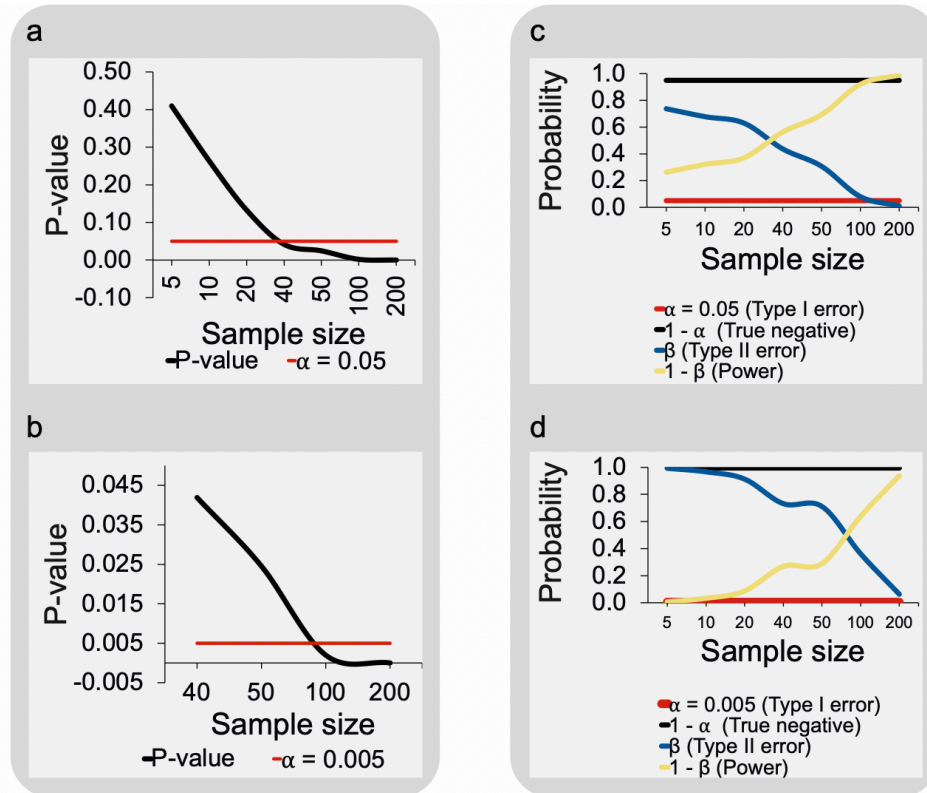 a
0.50
0.40
0.30
0.20
0.10
0.00
-0.10
P-value
5 10 20 40 50 100 200
Sample size
P-value α = 0.05
b
0.045
0.035
0.025
0.015
0.005
-0.005
P-value
40 50 100 200
Sample size
P-value α = 0.005
c
1.0
0.8
0.6
0.4
0.2
0.0
Probability
5 10 20 40 50 100 200
Sample size
α = 0.05 (Type I error)
1 - α (True negative)
β (Type II error)
1 - β (Power)
d
1.0
0.8
0.6
0.4
0.2
0.0
Probability
5 10 20 40 50 100 200
Sample size
α = 0.005 (Type I error)
1 - α (True negative)
β (Type II error)
1 - β (Power)